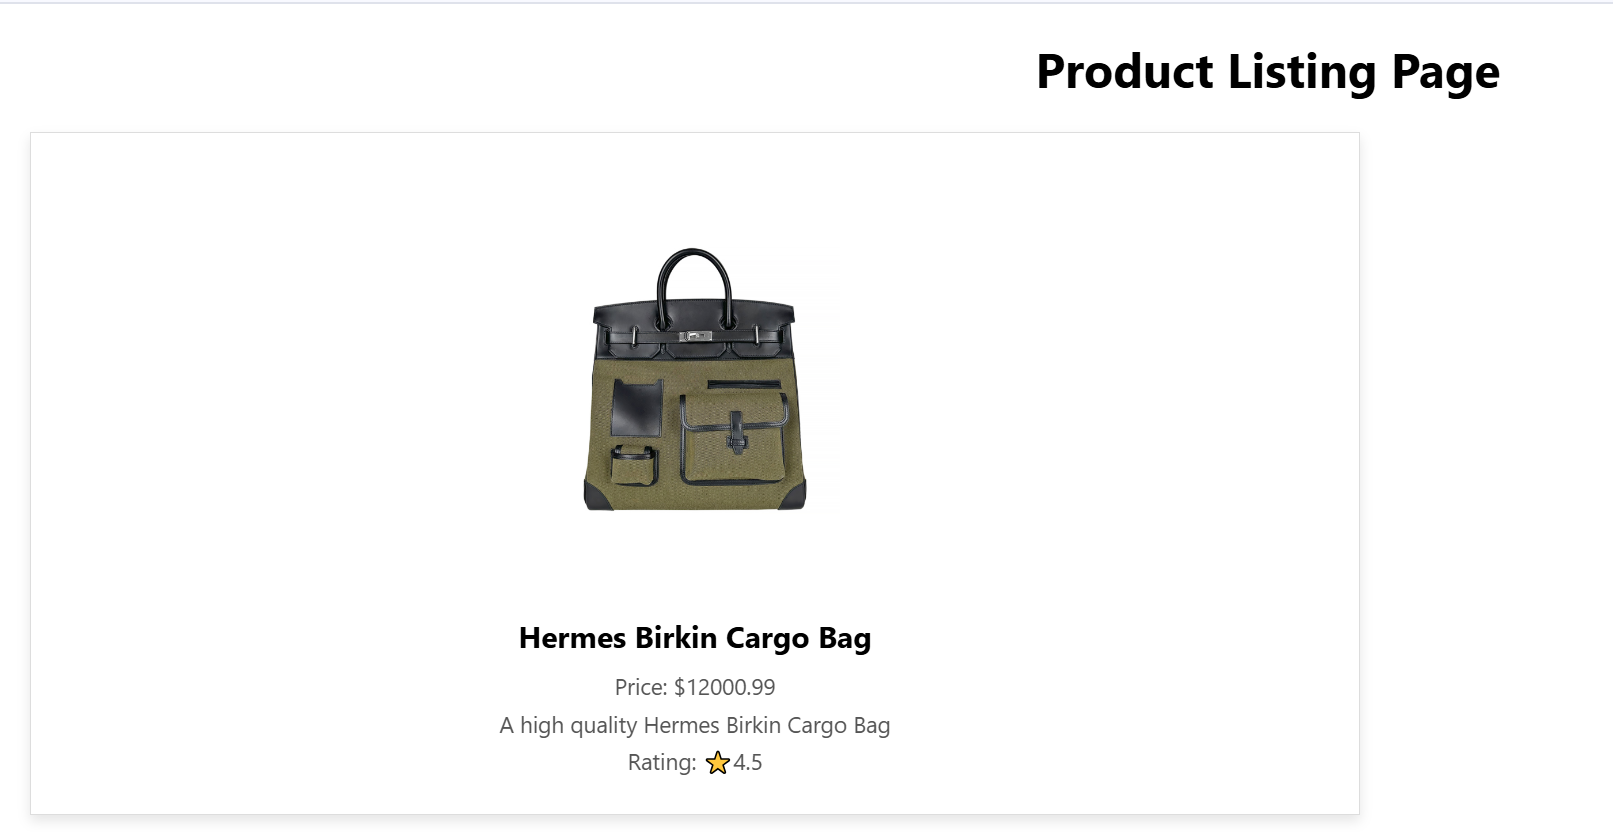 Product Listing Page
Hermes Birkin Cargo Bag
Price: $12000.99
A high quality Hermes Birkin Cargo Bag
Rating: ⭐4.5